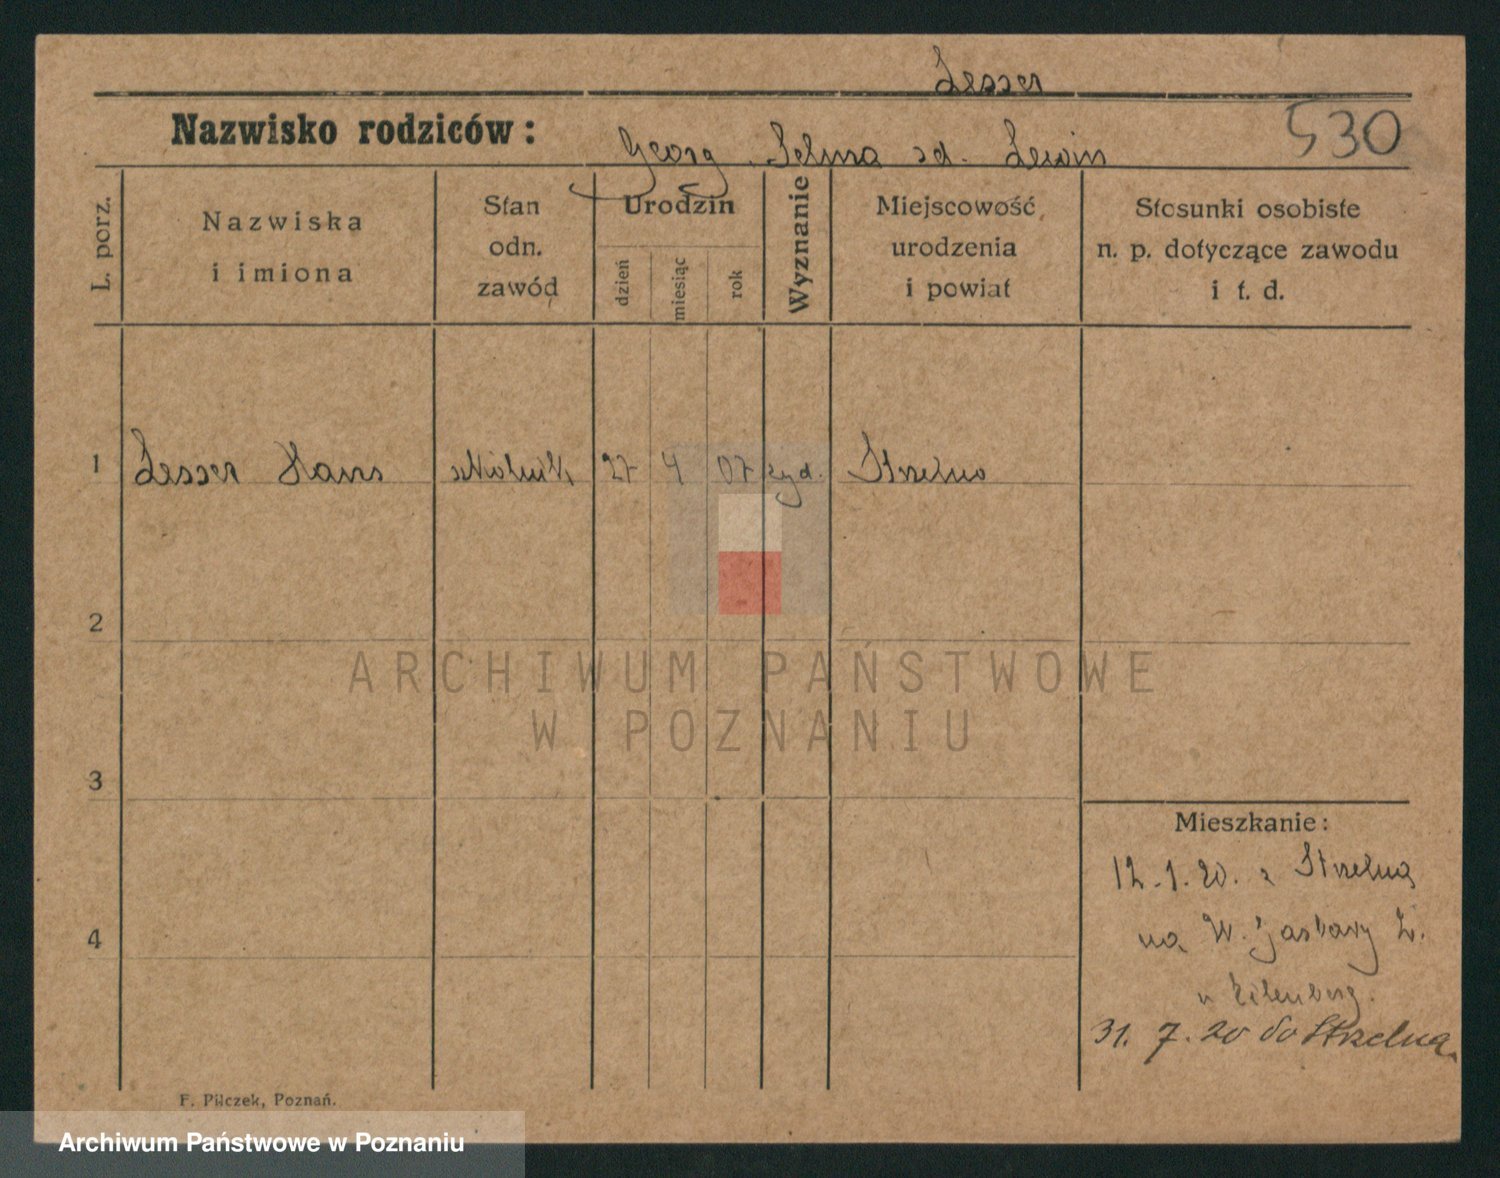 Lesser
Nazwisko rodziców: Georg, Selma zd. Lewin 530
L. porz.
Nazwiska
i imiona
Stan
odn.
zawód
Urodzin
dzień
miesiąc
rok
Wyznanie
Miejscowość
urodzenia
i powiat
Stosunki osobiste
n. p. dotyczące zawodu
i t. d.
1 Lesser Hans 27 4 07 żyd. Strzelno
2
3
4
Mieszkanie:
12.1.20. z Strzelna
na W. Garbary
31. 7. 20 do Strzelna.
F. Pilczek, Poznań.
ARCHIWUM PAŃSTWOWE
W POZNANIU
Archiwum Państwowe w Poznaniu